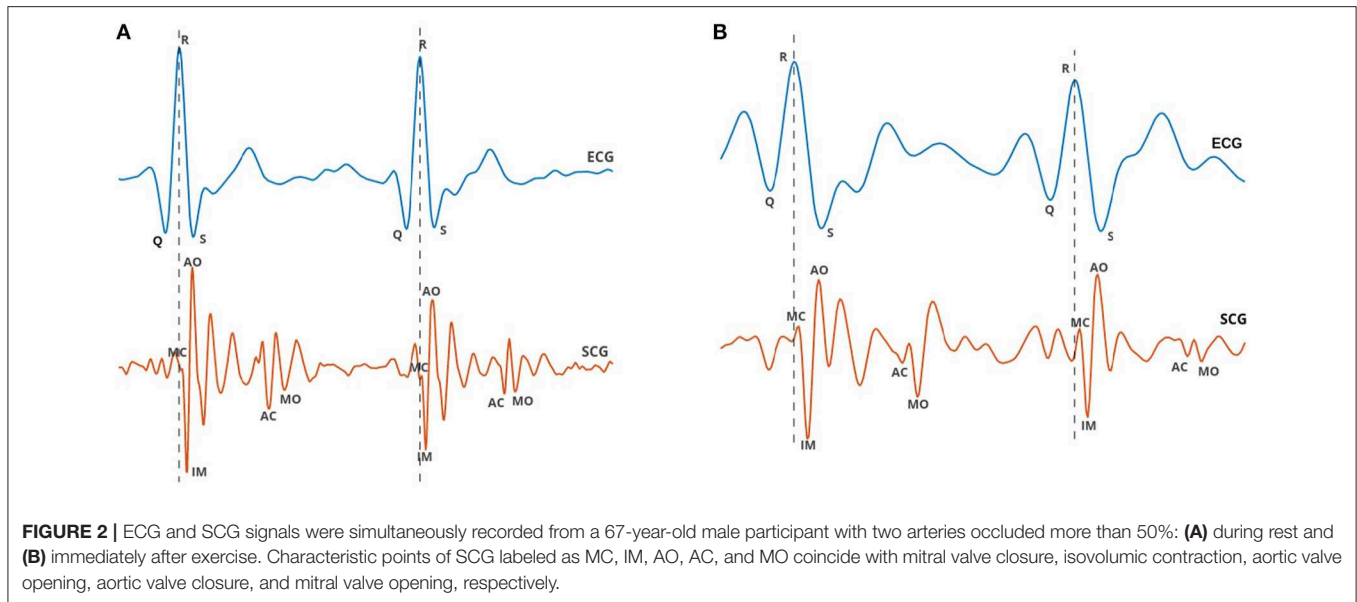 A
B
R
R
R
R
ECG
ECG
Q
S
Q
S
Q
S
Q
S
AO
AO
AO
AO
MC
MC
MC
MC
SCG
SCG
AC
MO
AC
MO
AC
MO
AC
MO
IM
IM
IM
IM
FIGURE 2 | ECG and SCG signals were simultaneously recorded from a 67-year-old male participant with two arteries occluded more than 50%: (A) during rest and
(B) immediately after exercise. Characteristic points of SCG labeled as MC, IM, AO, AC, and MO coincide with mitral valve closure, isovolumic contraction, aortic valve
opening, aortic valve closure, and mitral valve opening, respectively.